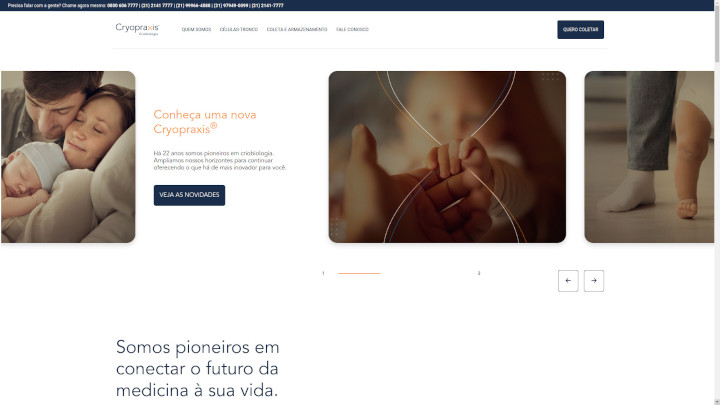 Precisa falar com a gente? Chame agora mesmo: 0800 606 7777 | (21) 2141 7777 | (21) 99966-4088 | (21) 97949-0099 | (21) 2141-7777
Cryopraxis
QUEM SOMOS CÉLULAS-TRONCO COLETA E ARMAZENAMENTO FALE CONOSCO
QUERO COLETAR
Conheça uma nova
Cryopraxis®
Há 22 anos somos pioneiros em criobiologia.
Ampliamos nossos horizontes para continuar
oferecendo o que há de mais inovador para você.
VEJA AS NOVIDADES
1
3
Somos pioneiros em
conectar o futuro da
medicina à sua vida.